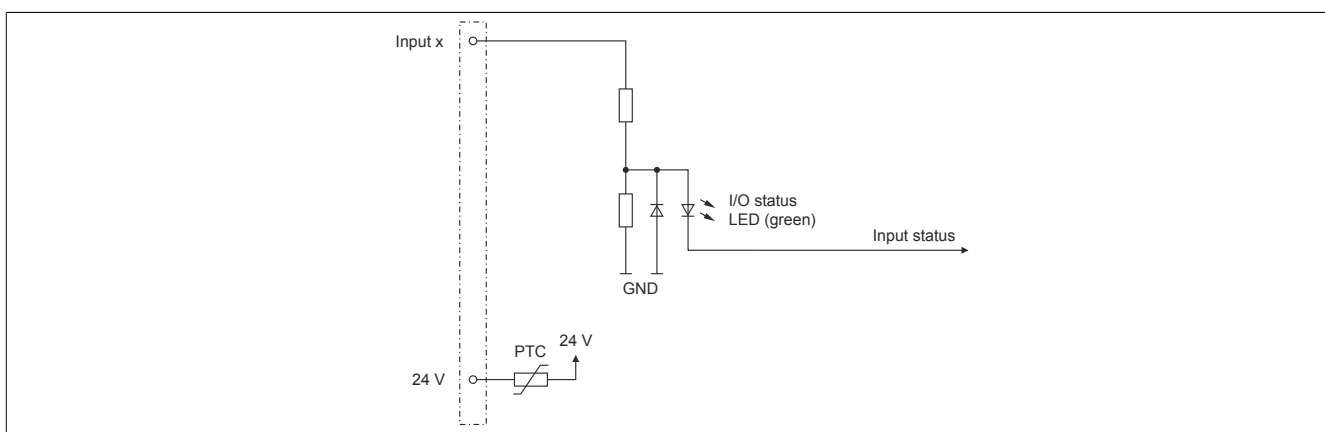 Input x
I/O status
LED (green)
Input status
GND
24 V
PTC
24 V